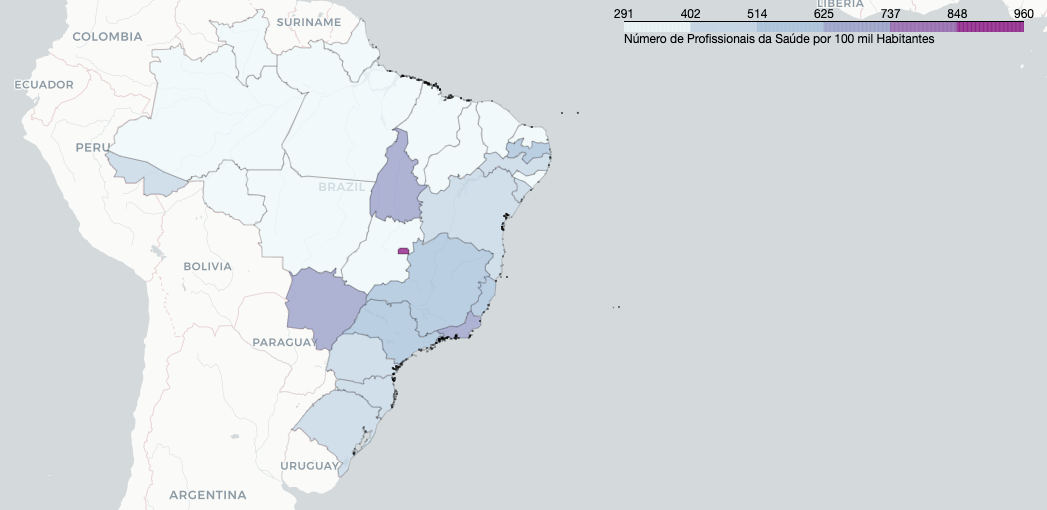 LIBERIA
291 402 514 625 737 848 960
Número de Profissionais da Saúde por 100 mil Habitantes
SURINAME
COLOMBIA
ECUADOR
PERU
BRAZIL
BOLIVIA
PARAGUAY
URUGUAY
ARGENTINA